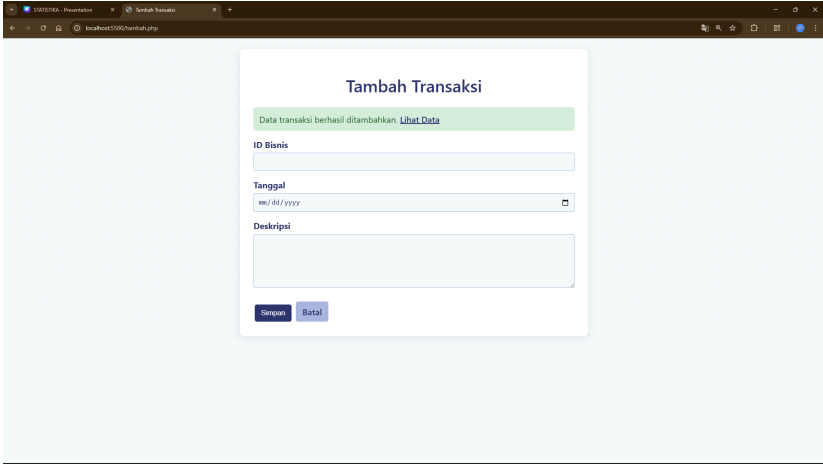 STATISTIKA - Presentation
Tambah Transaksi
localhost:5500/tambah.php
Tambah Transaksi
Data transaksi berhasil ditambahkan. Lihat Data
ID Bisnis
Tanggal
mm/dd/yyyy
Deskripsi
Simpan
Batal